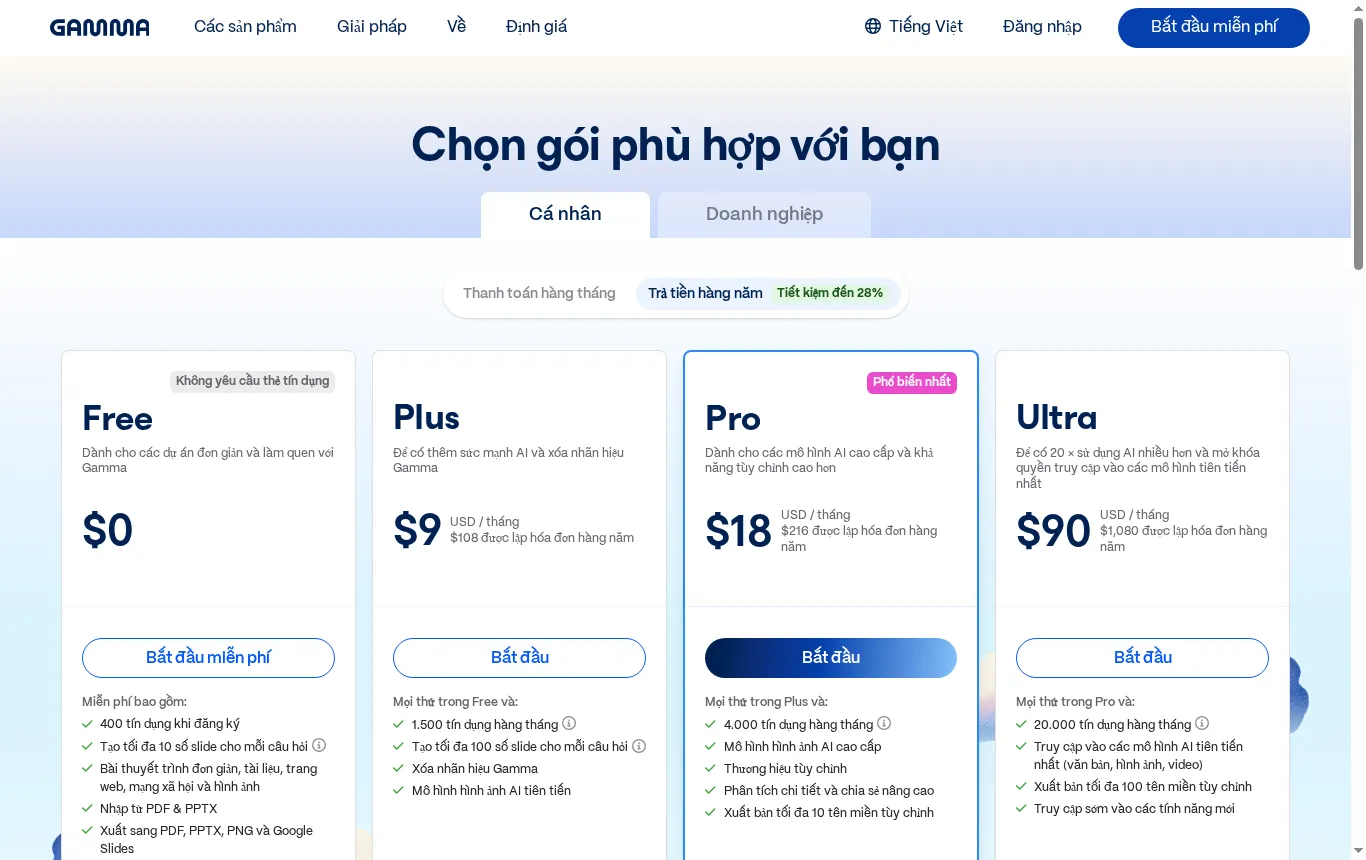 GAMMA
Các sản phẩm
Giải pháp
Về
Định giá
Tiếng Việt
Đăng nhập
Bắt đầu miễn phí
Chọn gói phù hợp với bạn
Cá nhân
Doanh nghiệp
Thanh toán hàng tháng
Trả tiền hàng năm
Tiết kiệm đến 28%
Không yêu cầu thẻ tín dụng
Free
Dành cho các dự án đơn giản và làm quen với
Gamma
$0
Bắt đầu miễn phí
Miễn phí bao gồm:
400 tín dụng khi đăng ký
Tạo tối đa 10 số slide cho mỗi câu hỏi
Bài thuyết trình đơn giản, tài liệu, trang
web, mạng xã hội và hình ảnh
Nhập từ PDF & PPTX
Xuất sang PDF, PPTX, PNG và Google
Slides
Plus
Để có thêm sức mạnh AI và xóa nhãn hiệu
Gamma
$9
USD / tháng
$108 được lập hóa đơn hàng năm
Bắt đầu
Mọi thứ trong Free và:
1.500 tín dụng hàng tháng
Tạo tối đa 100 số slide cho mỗi câu hỏi
Xóa nhãn hiệu Gamma
Mô hình hình ảnh AI tiên tiến
Phổ biến nhất
Pro
Dành cho các mô hình AI cao cấp và khả
năng tùy chỉnh cao hơn
$18
USD / tháng
$216 được lập hóa đơn hàng
năm
Bắt đầu
Mọi thứ trong Plus và:
4.000 tín dụng hàng tháng
Mô hình hình ảnh AI cao cấp
Thương hiệu tùy chỉnh
Phân tích chi tiết và chia sẻ nâng cao
Xuất bản tối đa 10 tên miền tùy chỉnh
Ultra
Để có 20 × sử dụng AI nhiều hơn và mở khóa
quyền truy cập vào các mô hình tiên tiến
nhất
$90
USD / tháng
$1,080 được lập hóa đơn hàng
năm
Bắt đầu
Mọi thứ trong Pro và:
20.000 tín dụng hàng tháng
Truy cập vào các mô hình AI tiên tiến
nhất (văn bản, hình ảnh, video)
Xuất bản tối đa 100 tên miền tùy chỉnh
Truy cập sớm vào các tính năng mới